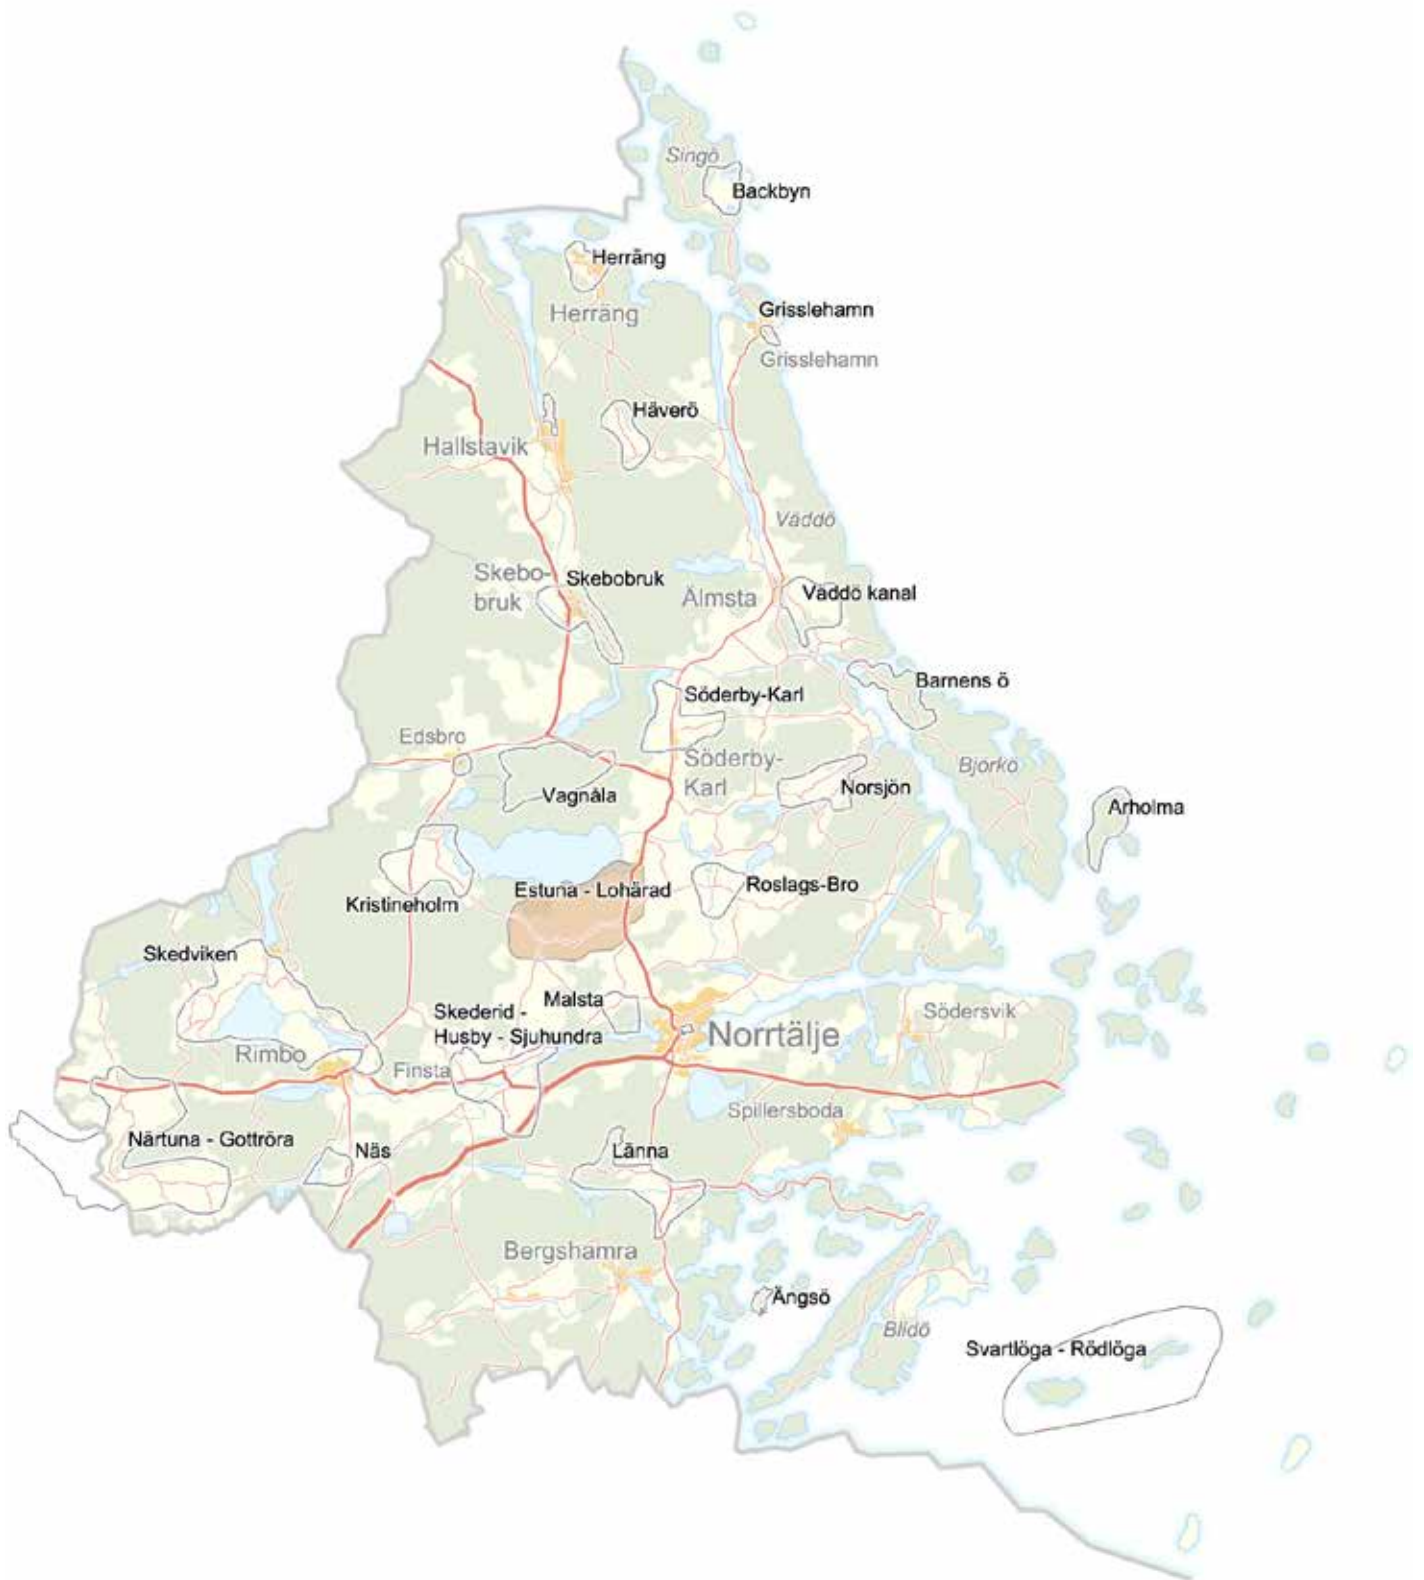 Singö
Backbyn
Herräng
Herräng
Grisslehamn
Grisslehamn
Häverö
Hallstavik
Väddö
Skebo-
bruk
Skebobruk
Älmsta
Väddö kanal
Barnens ö
Söderby-Karl
Edsbro
Söderby-
Karl
Björkö
Vagnåla
Norsjön
Arholma
Estuna - Lohärad
Roslags-Bro
Kristineholm
Skedviken
Malsta
Skederid -
Husby - Sjuhundra
Södersvik
Norrtälje
Rimbo
Finsta
Spillersboda
Närtuna - Gottröra
Näs
Länna
Bergshamra
Ängsö
Blidö
Svartlöga - Rödlöga